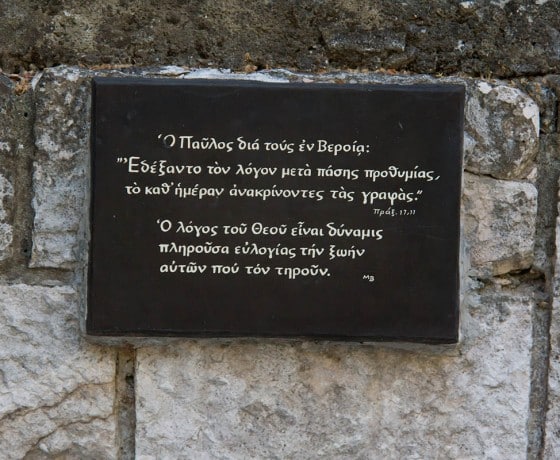 Ὁ Παῦλος διά τούς ἐν Βεροίᾳ:
"Ἐδέξαντο τὸν λόγον μετὰ πάσης προθυμίας,
τὸ καθ' ἡμέραν ἀνακρίνοντες τὰς γραφὰς."
Πράξ. 17,11
Ὁ λόγος τοῦ Θεοῦ εἶναι δύναμις
πληροῦσα εὐλογίας τήν ζωήν
αὐτῶν πού τόν τηροῦν.
MB